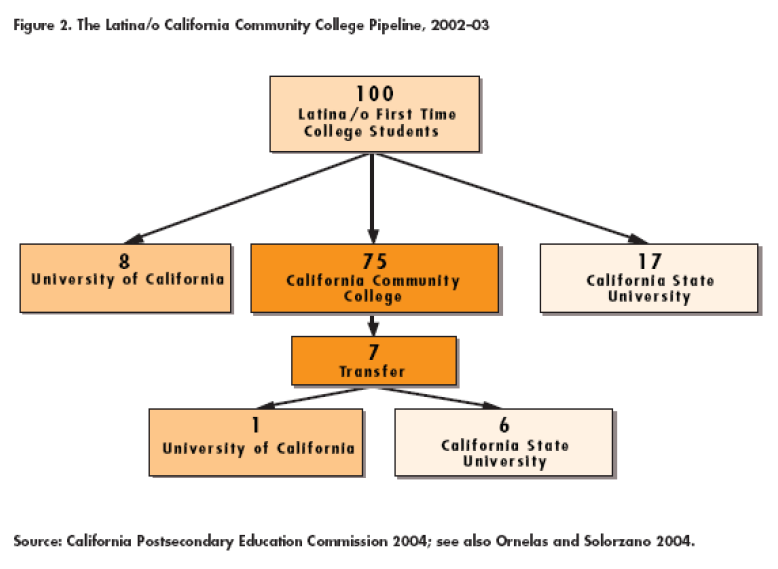 Figure 2. The Latina/o California Community College Pipeline, 2002–03
100
Latina/o First Time
College Students
8
University of California
75
California Community
College
17
California State
University
7
Transfer
1
University of California
6
California State
University
Source: California Postsecondary Education Commission 2004; see also Ornelas and Solorzano 2004.